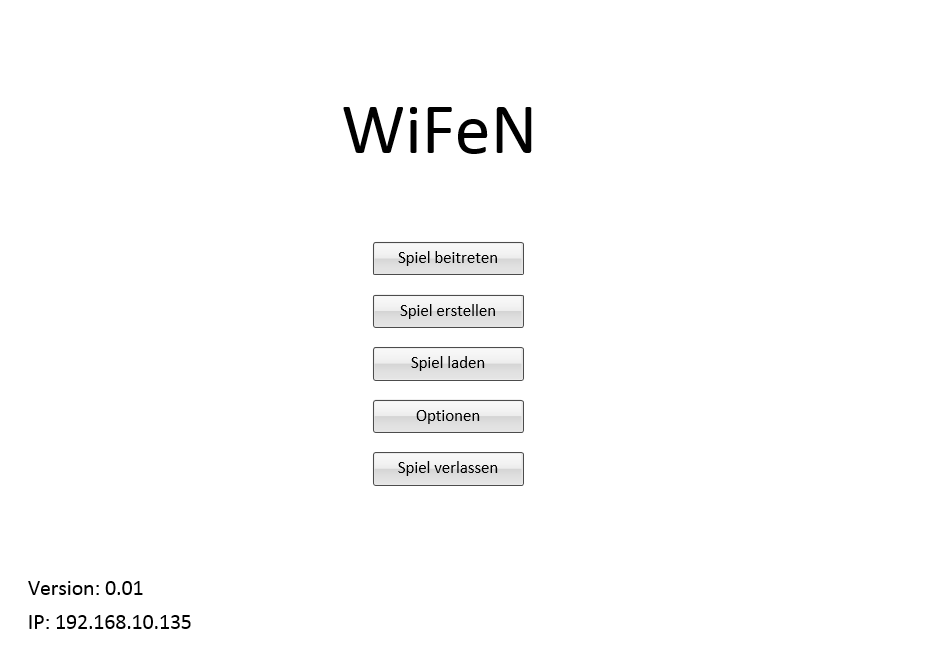 WiFeN
Spiel beitreten
Spiel erstellen
Spiel laden
Optionen
Spiel verlassen
Version: 0.01
IP: 192.168.10.135